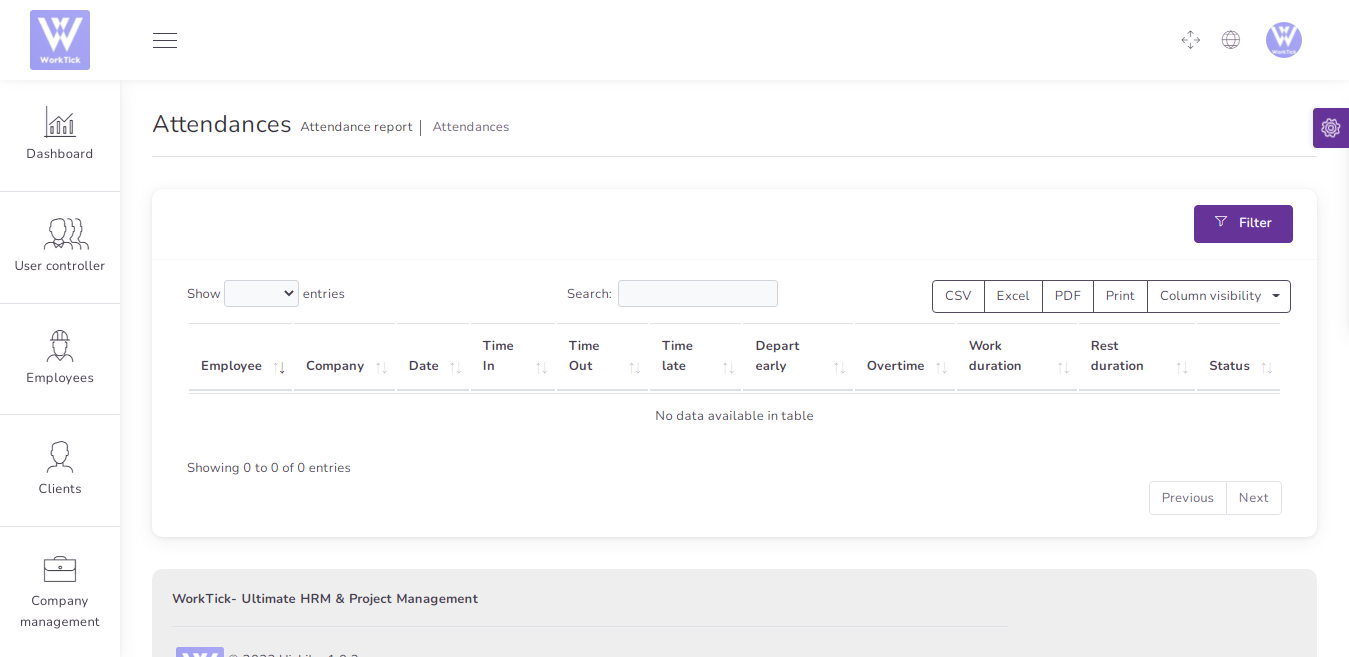 WorkTick
WorkTick
Attendances Attendance report | Attendances
Dashboard
User controller
Employees
Clients
Company
management
Filter
Show entries
Search:
CSV Excel PDF Print Column visibility
Employee Company Date Time In Time Out Time late Depart early Overtime Work duration Rest duration Status
No data available in table
Showing 0 to 0 of 0 entries
Previous Next
WorkTick- Ultimate HRM & Project Management